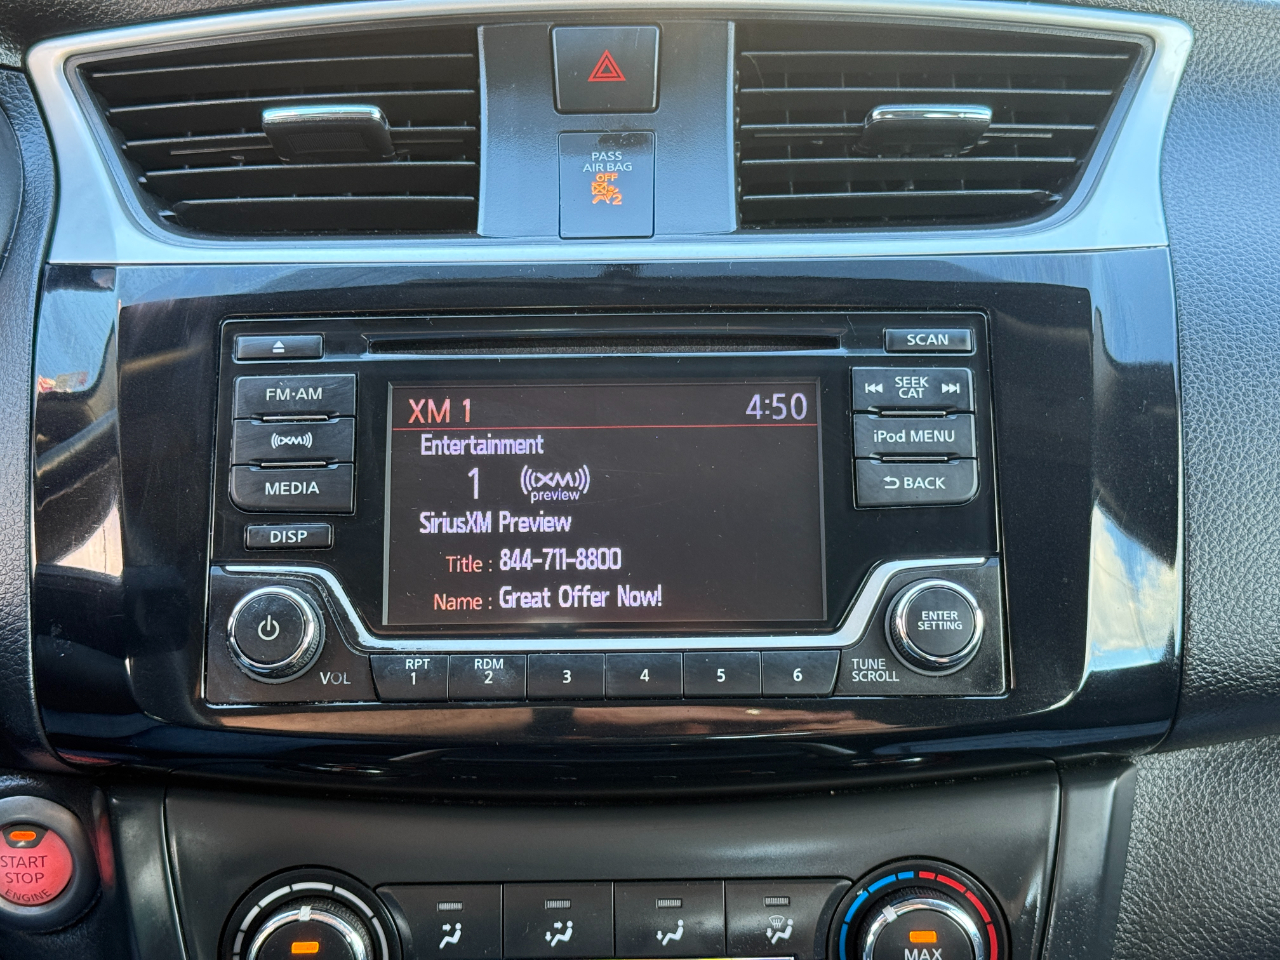 PASS
AIR BAG
OFF
2
SCAN
FM·AM
SEEK
CAT
XM
iPod MENU
MEDIA
BACK
DISP
XM 1 4:50
Entertainment
1 XM
preview
SiriusXM Preview
Title : 844-711-8800
Name : Great Offer Now!
ENTER
SETTING
VOL
RPT
1
RDM
2
3
4
5
6
TUNE
SCROLL
START
STOP
ENGINE
MAX